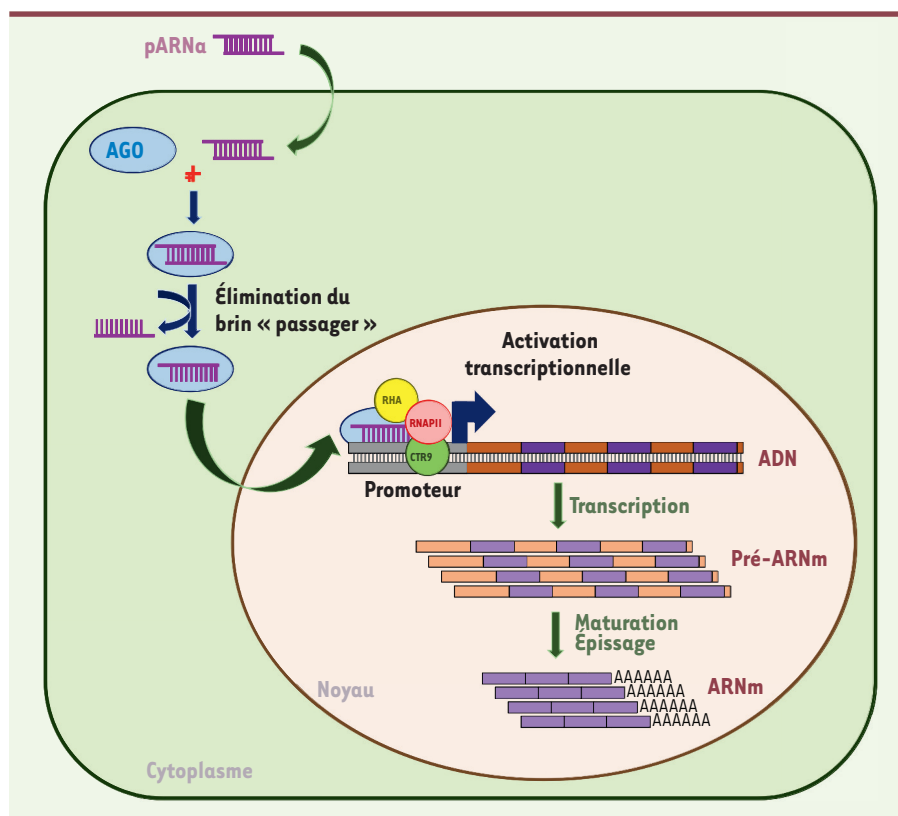 pARNa
AGO
+
Élimination du
brin « passager »
Activation
transcriptionnelle
RHA
RNAPII
CTR9
Promoteur
ADN
Transcription
Pré-ARNm
Maturation
Épissage
AAAAAA
AAAAAA
AAAAAA
AAAAAA
ARNm
Noyau
Cytoplasme